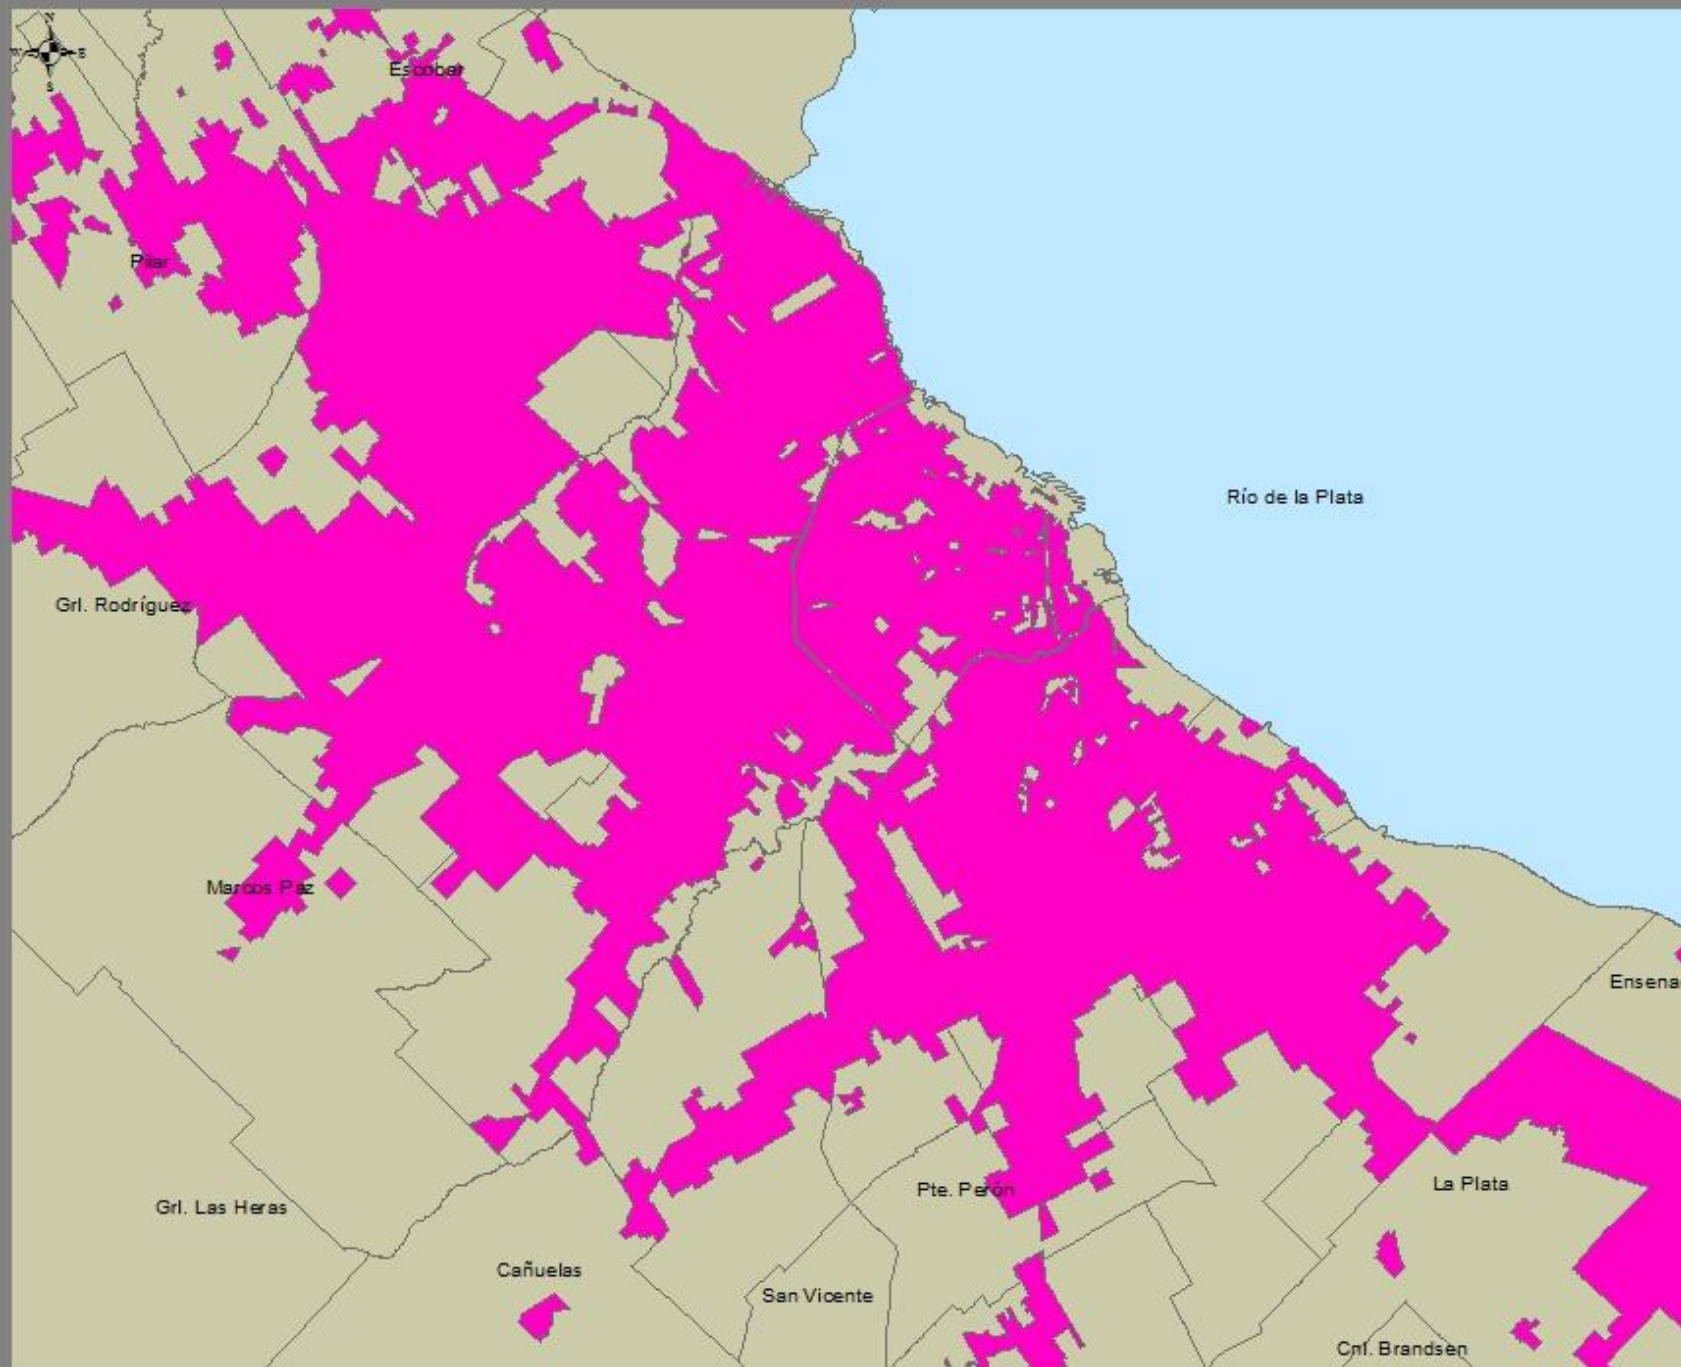 N
W E
S
Escobar
Pilar
Río de la Plata
Grl. Rodríguez
Marcos Paz
Ensena
La Plata
Pte. Perón
Grl. Las Heras
Cañuelas
San Vicente
Cnl. Brandsen